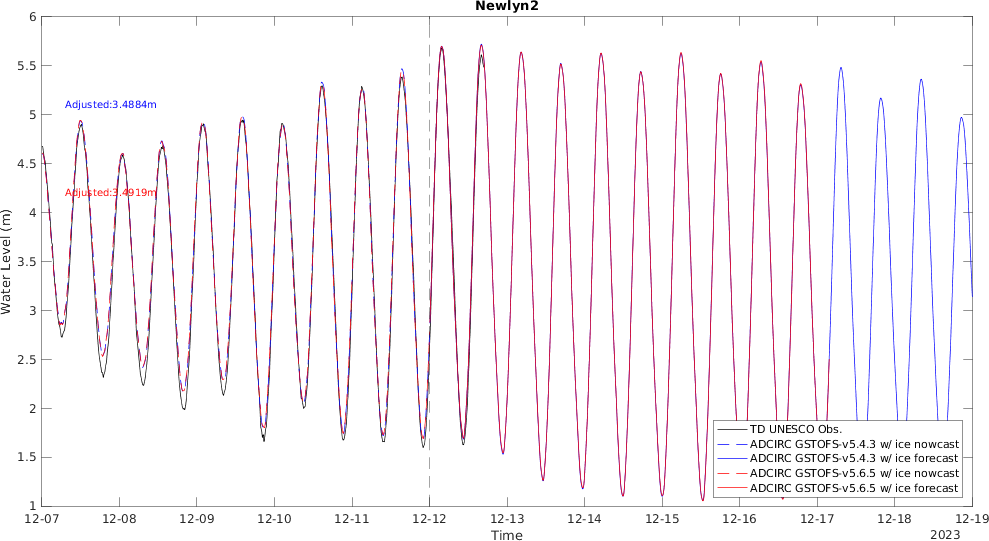 Newlyn2
6
5.5
5
4.5
4
3.5
3
2.5
2
1.5
1
Water Level (m)
Adjusted:3.4884m
Adjusted:3.4919m
TD UNESCO Obs.
ADCIRC GSTOFS-v5.4.3 w/ ice nowcast
ADCIRC GSTOFS-v5.4.3 w/ ice forecast
ADCIRC GSTOFS-v5.6.5 w/ ice nowcast
ADCIRC GSTOFS-v5.6.5 w/ ice forecast
12-07 12-08 12-09 12-10 12-11 12-12 12-13 12-14 12-15 12-16 12-17 12-18 12-19
Time
2023